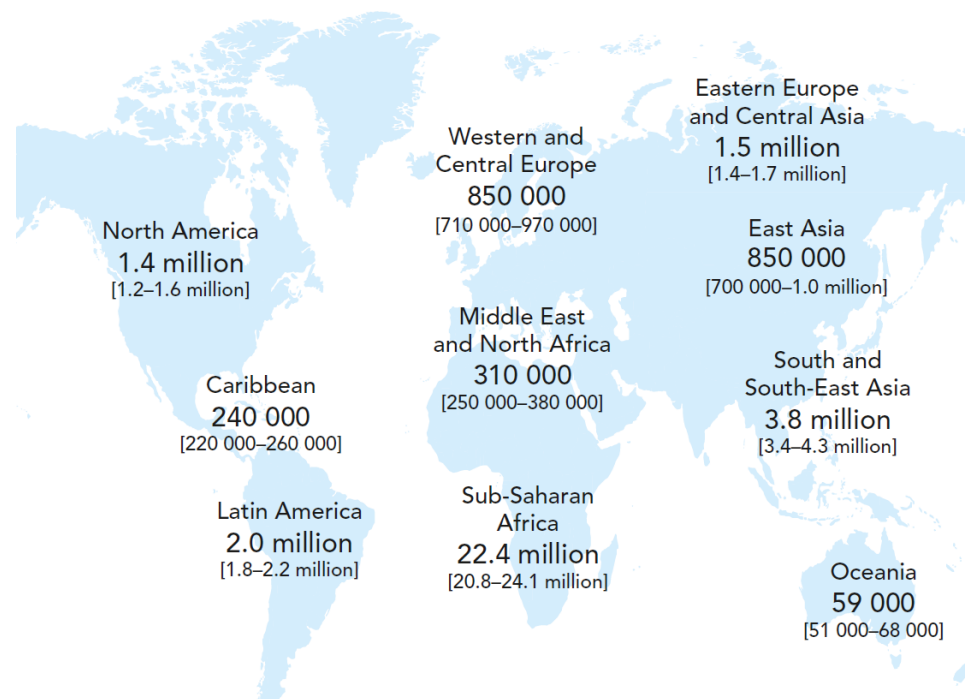 Eastern Europe
and Central Asia
1.5 million
[1.4–1.7 million]
Western and
Central Europe
850 000
[710 000–970 000]
North America
1.4 million
[1.2–1.6 million]
East Asia
850 000
[700 000–1.0 million]
Middle East
and North Africa
310 000
[250 000–380 000]
South and
South-East Asia
3.8 million
[3.4–4.3 million]
Caribbean
240 000
[220 000–260 000]
Latin America
2.0 million
[1.8–2.2 million]
Sub-Saharan
Africa
22.4 million
[20.8–24.1 million]
Oceania
59 000
[51 000–68 000]